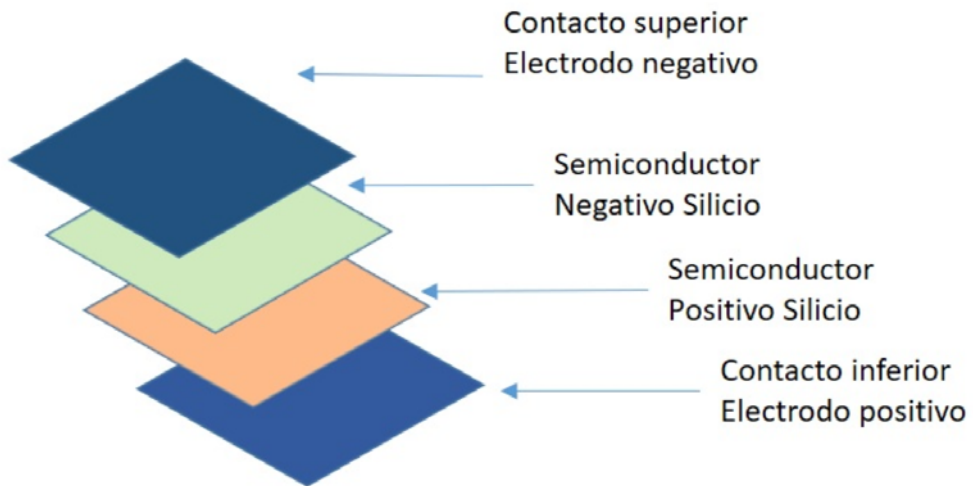 Contacto superior
Electrodo negativo
Semiconductor
Negativo Silicio
Semiconductor
Positivo Silicio
Contacto inferior
Electrodo positivo